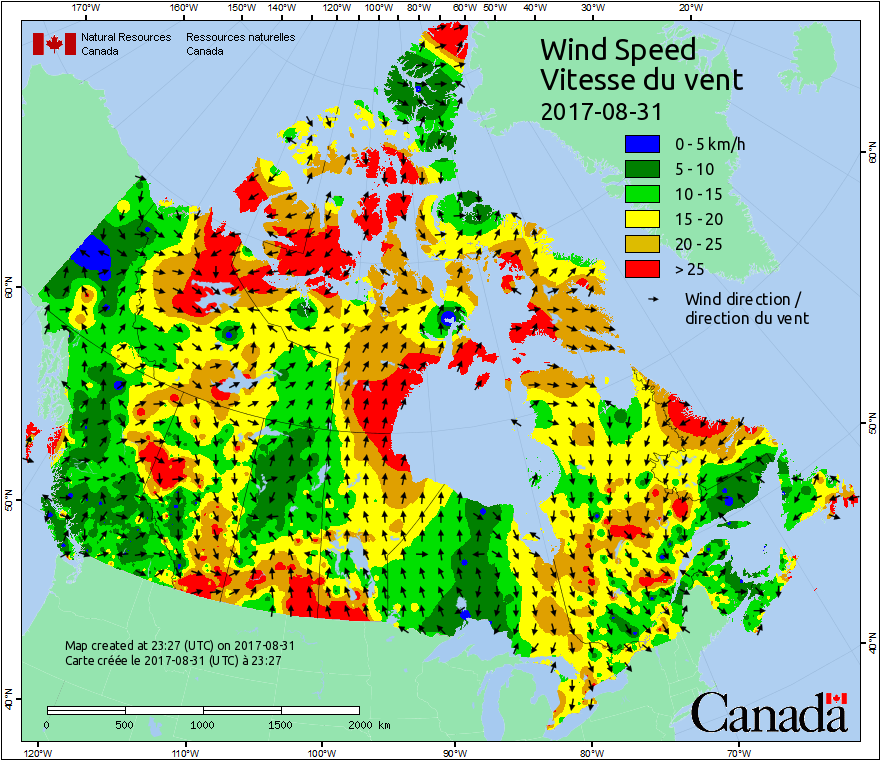 170°W 160°W 150°W 140°W 120°W 100°W 80°W 60°W 50°W 40°W 30°W 20°W
Natural Resources Ressources naturelles
Canada Canada
Wind Speed
Vitesse du vent
2017-08-31
0 - 5 km/h
5 - 10
10 - 15
15 - 20
20 - 25
> 25
Wind direction /
direction du vent
60°N
60°N
50°N
50°N
40°N
40°N
Map created at 23:27 (UTC) on 2017-08-31
Carte créée le 2017-08-31 (UTC) à 23:27
0 500 1000 1500 2000 km
Canada
120°W 110°W 100°W 90°W 80°W 70°W